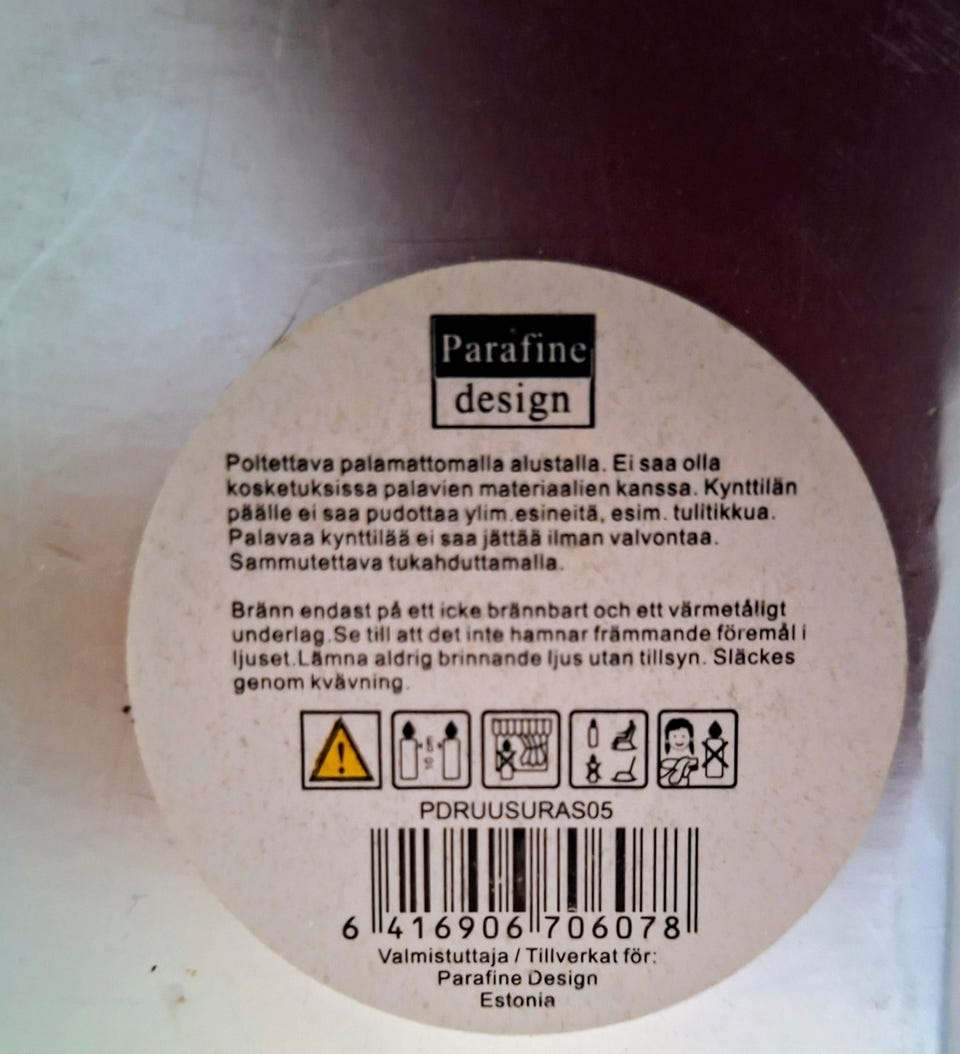 Parafine
design
Poltettava palamattomalla alustalla. Ei saa olla
kosketuksissa palavien materiaalien kanssa. Kynttilän
päälle ei saa pudottaa ylim.esineitä, esim. tulitikkua.
Palavaa kynttilää ei saa jättää ilman valvontaa.
Sammutettava tukahduttamalla.
Bränn endast på ett icke brännbart och ett värmetåligt
underlag.Se till att det inte hamnar främmande föremål i
ljuset.Lämna aldrig brinnande ljus utan tillsyn. Släckes
genom kvävning.
PDRUUSURAS05
6 416906 706078
Valmistuttaja / Tillverkat för:
Parafine Design
Estonia